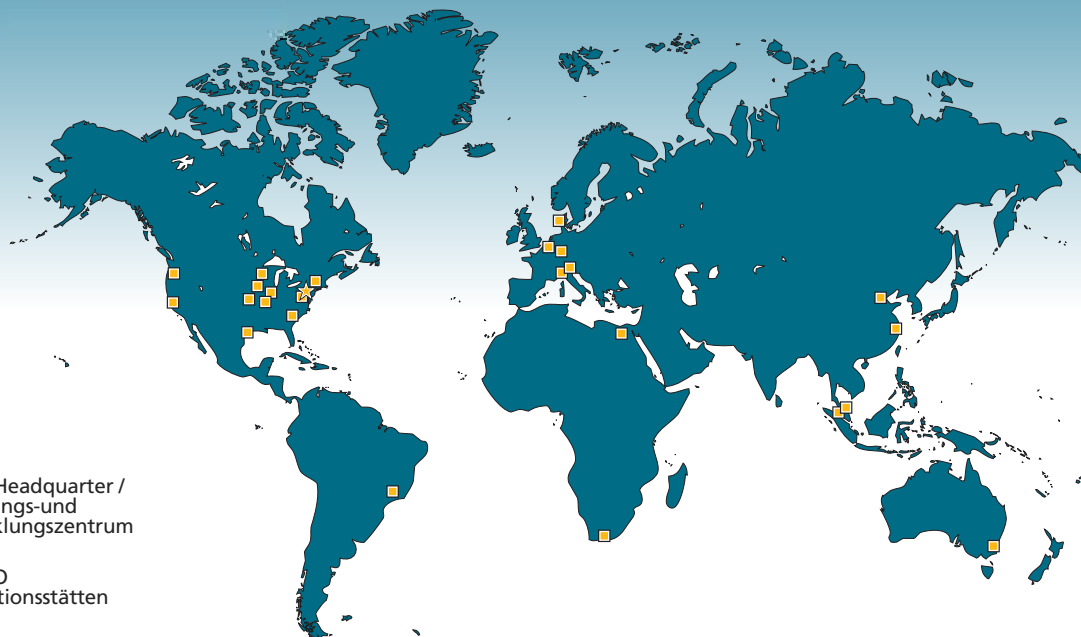 Headquarter /
ngs-und
klungszentrum
O
tionsstätten